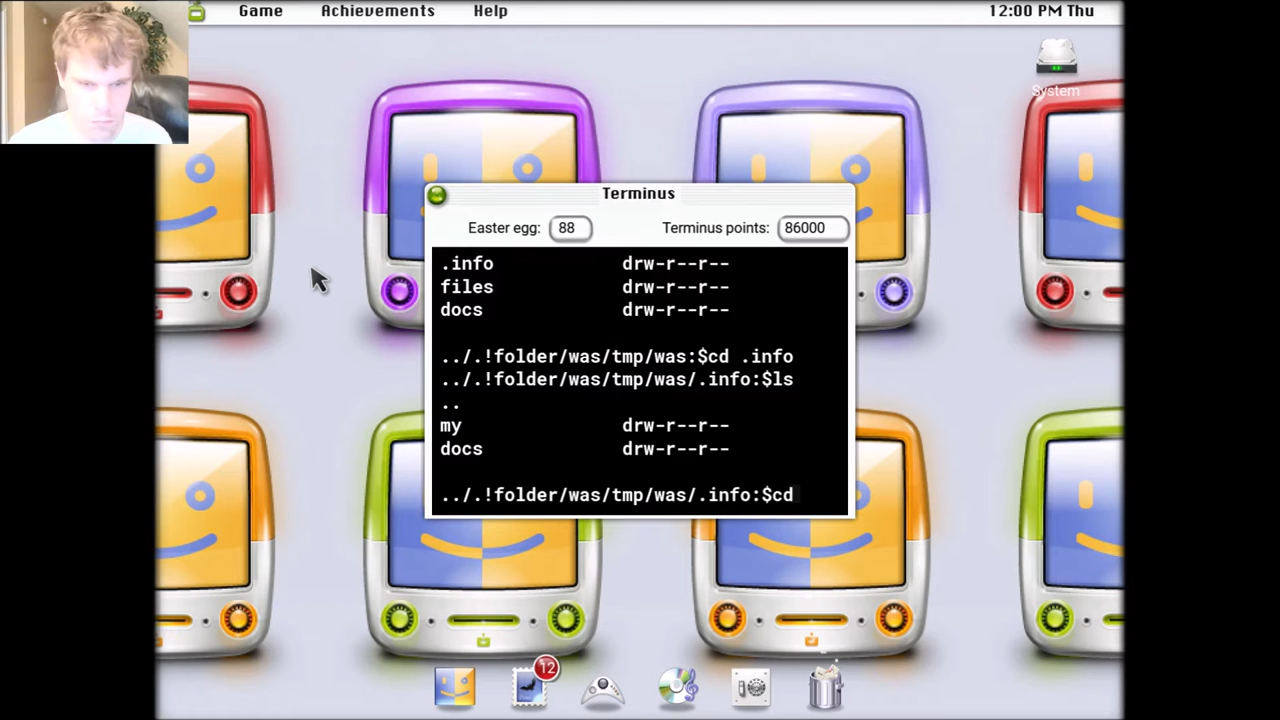 Game Achievements Help 12:00 PM Thu
System
Terminus
Easter egg: 88 Terminus points: 86000
.info drw-r--r--
files drw-r--r--
docs drw-r--r--
../.!folder/was/tmp/was:$cd .info
../.!folder/was/tmp/was/.info:$ls
..
my drw-r--r--
docs drw-r--r--
../.!folder/was/tmp/was/.info:$cd
12